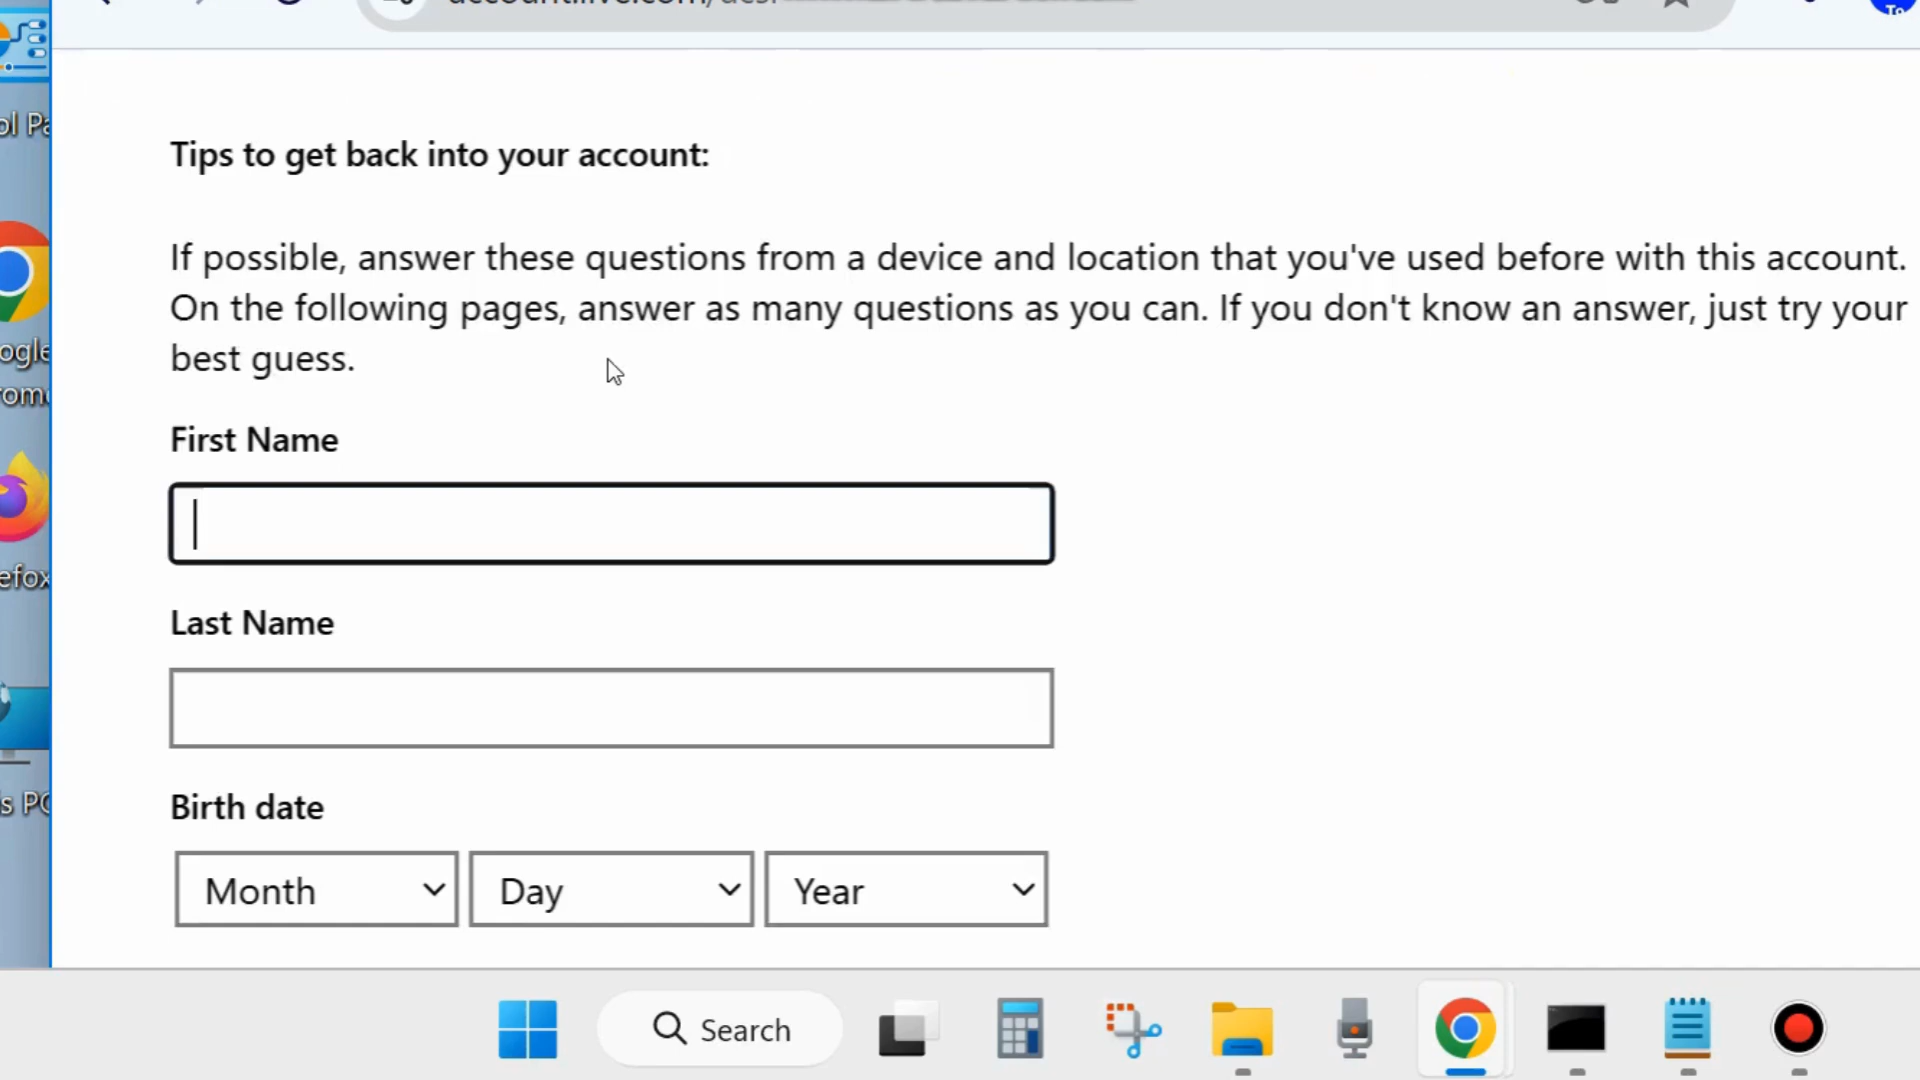 Tips to get back into your account:
If possible, answer these questions from a device and location that you've used before with this account.
On the following pages, answer as many questions as you can. If you don't know an answer, just try your
best guess.
First Name
Last Name
Birth date
Month Day Year
Search